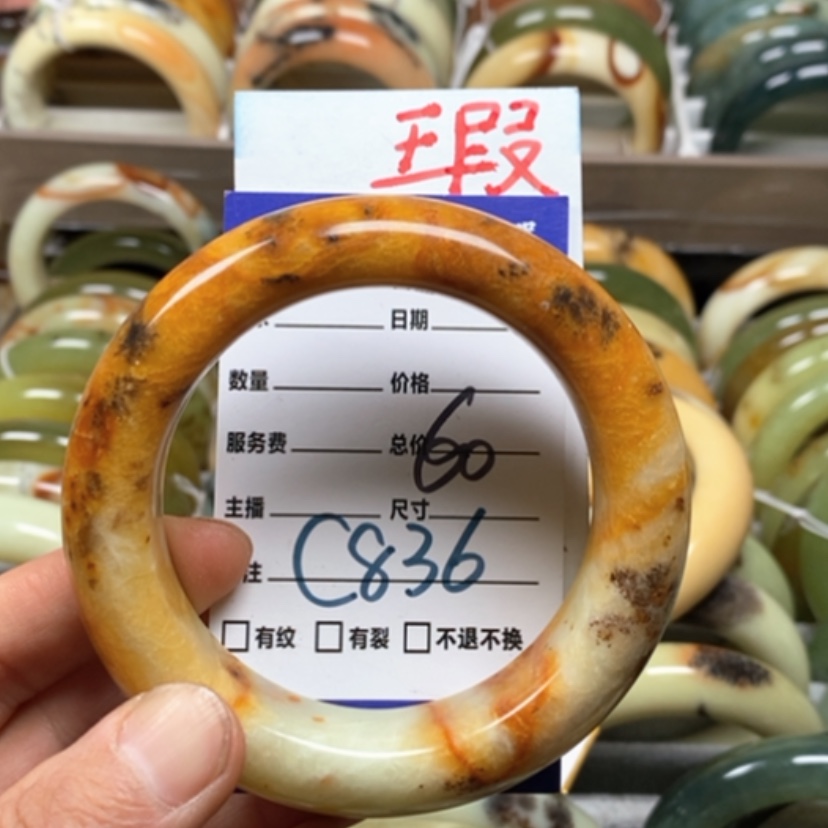 瑕
日期
数量 价格
60
服务费 总价
主播 尺寸
注 C836
有纹 有裂 不退不换